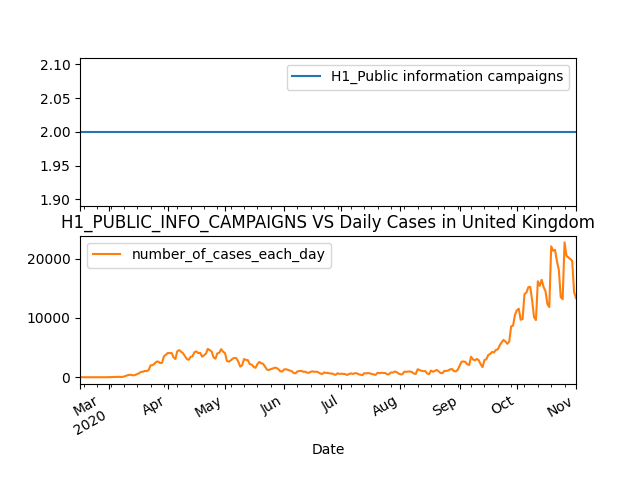 2.10
H1_Public information campaigns
2.05
2.00
1.95
1.90
H1_PUBLIC_INFO_CAMPAIGNS VS Daily Cases in United Kingdom
number_of_cases_each_day
20000
10000
0
Mar
2020
Apr
May
Jun
Jul
Aug
Sep
Oct
Nov
Date